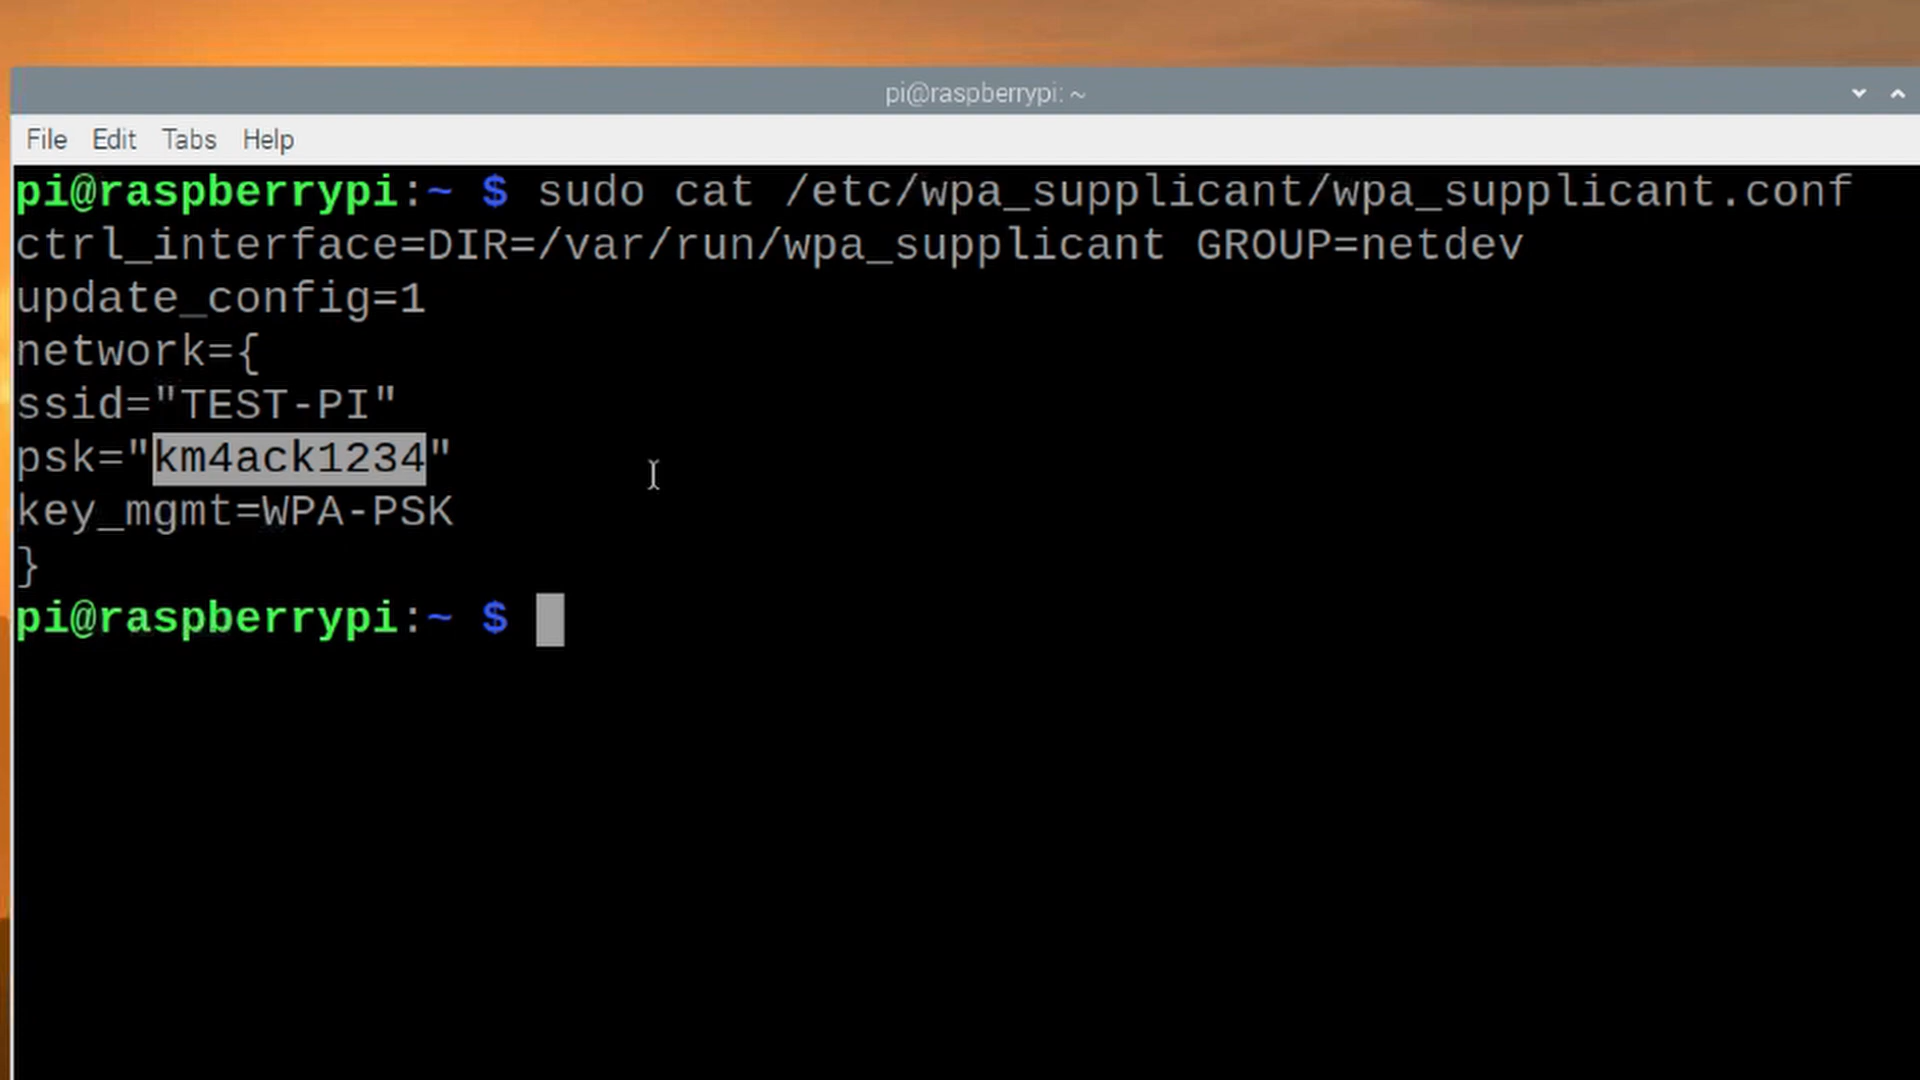 pi@raspberrypi: ~
File Edit Tabs Help
pi@raspberrypi:~ $ sudo cat /etc/wpa_supplicant/wpa_supplicant.conf
ctrl_interface=DIR=/var/run/wpa_supplicant GROUP=netdev
update_config=1
network={
ssid="TEST-PI"
psk="km4ack1234"
key_mgmt=WPA-PSK
}
pi@raspberrypi:~ $